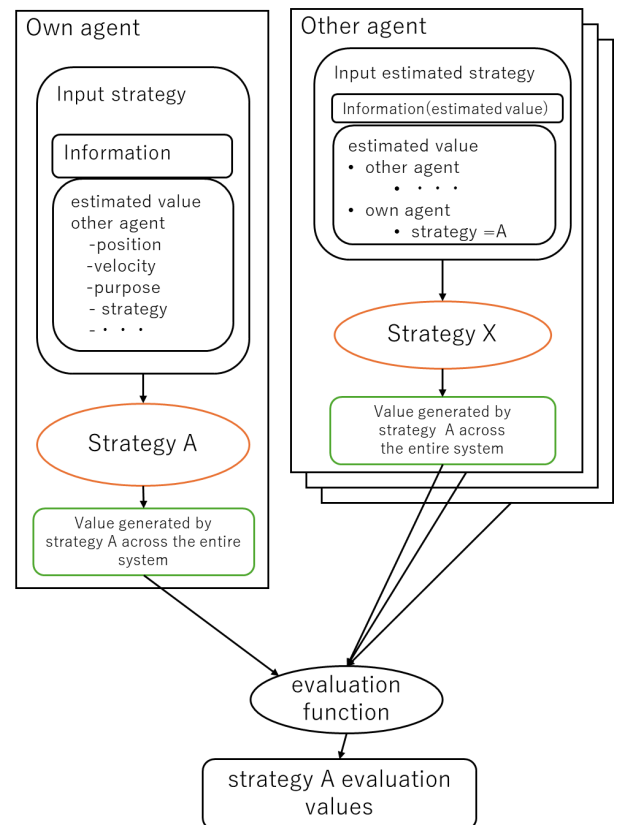 Own agent
Input strategy
Information
estimated value
other agent
-position
-velocity
-purpose
- strategy
- ・ ・ ・
Strategy A
Value generated by
strategy A across the entire
system
Other agent
Input estimated strategy
Information(estimated value)
estimated value
• other agent
• ・ ・ ・
• own agent
• strategy =A
Strategy X
Value generated by
strategy A across
the entire system
evaluation
function
strategy A evaluation
values